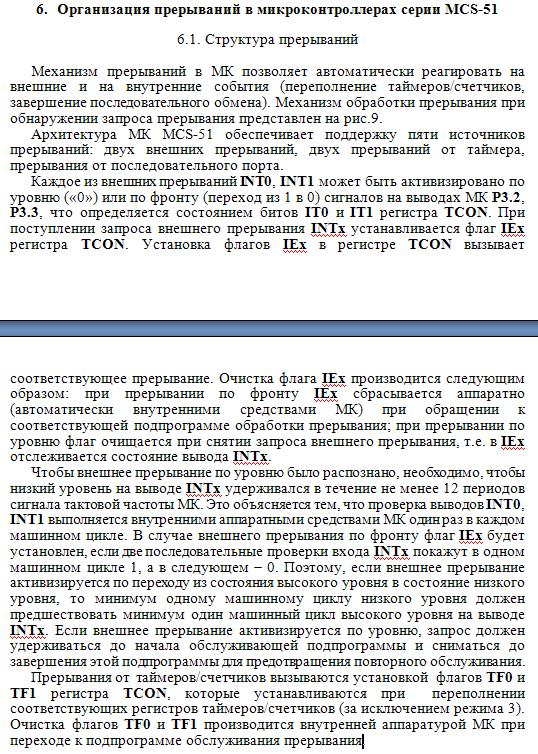 6. Организация прерываний в микроконтроллерах серии MCS-51
6.1. Структура прерываний
Механизм прерываний в МК позволяет автоматически реагировать на
внешние и на внутренние события (переполнение таймеров/счетчиков,
завершение последовательного обмена). Механизм обработки прерывания при
обнаружении запроса прерывания представлен на рис.9.
Архитектура МК MCS-51 обеспечивает поддержку пяти источников
прерываний: двух внешних прерываний, двух прерываний от таймера,
прерывания от последовательного порта.
Каждое из внешних прерываний INT0, INT1 может быть активизировано по
уровню («0») или по фронту (переход из 1 в 0) сигналов на выводах МК P3.2,
P3.3, что определяется состоянием битов IT0 и IT1 регистра TCON. При
поступлении запроса внешнего прерывания INTx устанавливается флаг IEx
регистра TCON. Установка флагов IEx в регистре TCON вызывает
соответствующее прерывание. Очистка флага IEx производится следующим
образом: при прерывании по фронту IEx сбрасывается аппаратно
(автоматически внутренними средствами МК) при обращении к
соответствующей подпрограмме обработки прерывания; при прерывании по
уровню флаг очищается при снятии запроса внешнего прерывания, т.е. в IEx
отслеживается состояние вывода INTx.
Чтобы внешнее прерывание по уровню было распознано, необходимо, чтобы
низкий уровень на выводе INTx удерживался в течение не менее 12 периодов
сигнала тактовой частоты МК. Это объясняется тем, что проверка выводов INT0,
INT1 выполняется внутренними аппаратными средствами МК один раз в каждом
машинном цикле. В случае внешнего прерывания по фронту флаг IEx будет
установлен, если две последовательные проверки входа INTx покажут в одном
машинном цикле 1, а в следующем – 0. Поэтому, если внешнее прерывание
активизируется по переходу из состояния высокого уровня в состояние низкого
уровня, то минимум одному машинному циклу низкого уровня должен
предшествовать минимум один машинный цикл высокого уровня на выводе
INTx. Если внешнее прерывание активизируется по уровню, запрос должен
удерживаться до начала обслуживающей подпрограммы и сниматься до
завершения этой подпрограммы для предотвращения повторного обслуживания.
Прерывания от таймеров/счетчиков вызываются установкой флагов TF0 и
TF1 регистра TCON, которые устанавливаются при переполнении
соответствующих регистров таймеров/счетчиков (за исключением режима 3).
Очистка флагов TF0 и TF1 производится внутренней аппаратурой МК при
переходе к подпрограмме обслуживания прерывания